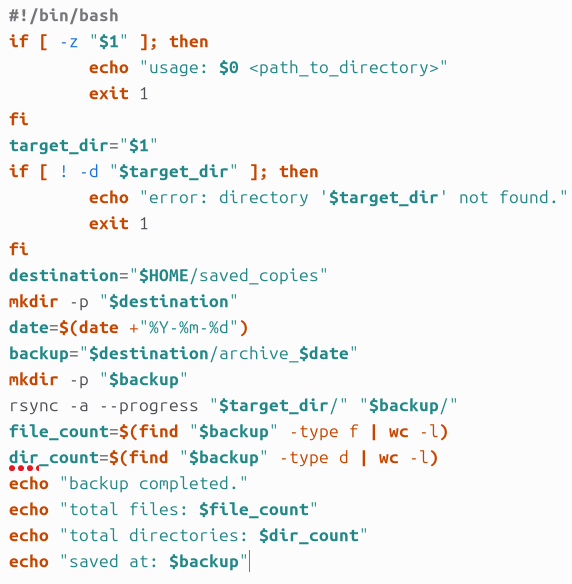 #!/bin/bash
if [ -z "$1" ]; then
        echo "usage: $0 <path_to_directory>"
        exit 1
fi
target_dir="$1"
if [ ! -d "$target_dir" ]; then
        echo "error: directory '$target_dir' not found."
        exit 1
fi
destination="$HOME/saved_copies"
mkdir -p "$destination"
date=$(date +"%Y-%m-%d")
backup="$destination/archive_$date"
mkdir -p "$backup"
rsync -a --progress "$target_dir/" "$backup/"
file_count=$(find "$backup" -type f | wc -l)
dir_count=$(find "$backup" -type d | wc -l)
echo "backup completed."
echo "total files: $file_count"
echo "total directories: $dir_count"
echo "saved at: $backup"